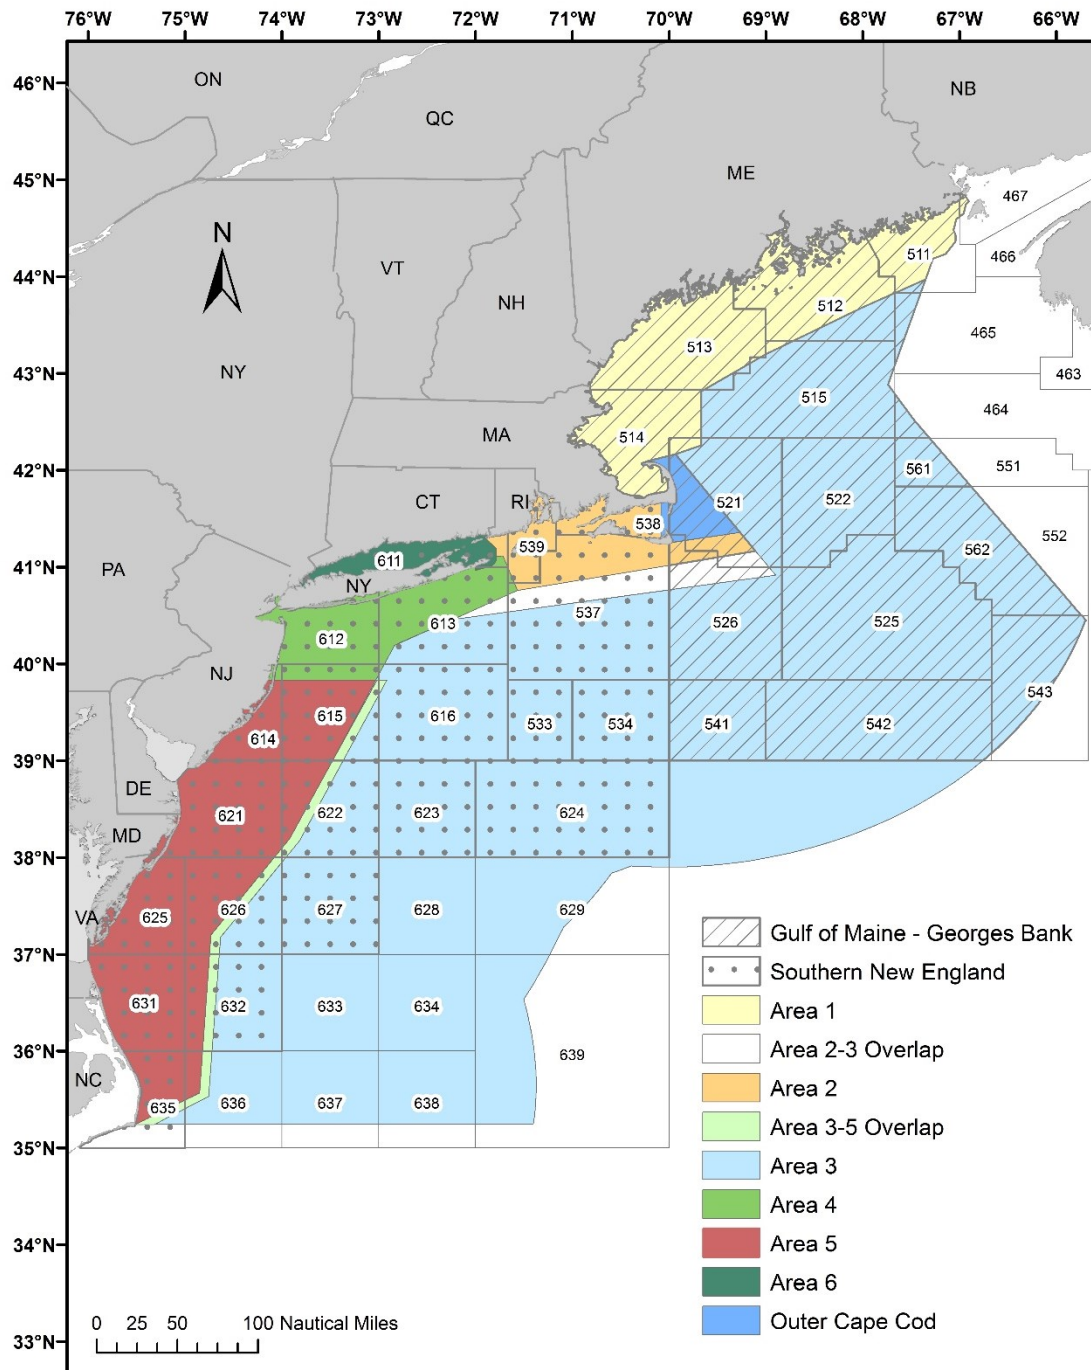 76°W 75°W 74°W 73°W 72°W 71°W 70°W 69°W 68°W 67°W 66°W
46°N
ON
NB
QC
ME
45°N
467
N
511
466
44°N
VT
512
NH
465
513
43°N
NY
463
515
464
MA
514
42°N
561
551
CT
RI
521
522
538
552
539
562
611
41°N
PA
NY
537
612
613
526
525
40°N
NJ
543
615
616
533
534
541
542
614
39°N
DE
621
622
623
624
MD
38°N
VA
625
626
627
628
629
Gulf of Maine - Georges Bank
37°N
Southern New England
631
632
633
634
Area 1
36°N
639
Area 2-3 Overlap
NC
Area 2
635
636
637
638
Area 3-5 Overlap
35°N
Area 3
Area 4
34°N
Area 5
Area 6
0 25 50 100 Nautical Miles
Outer Cape Cod
33°N